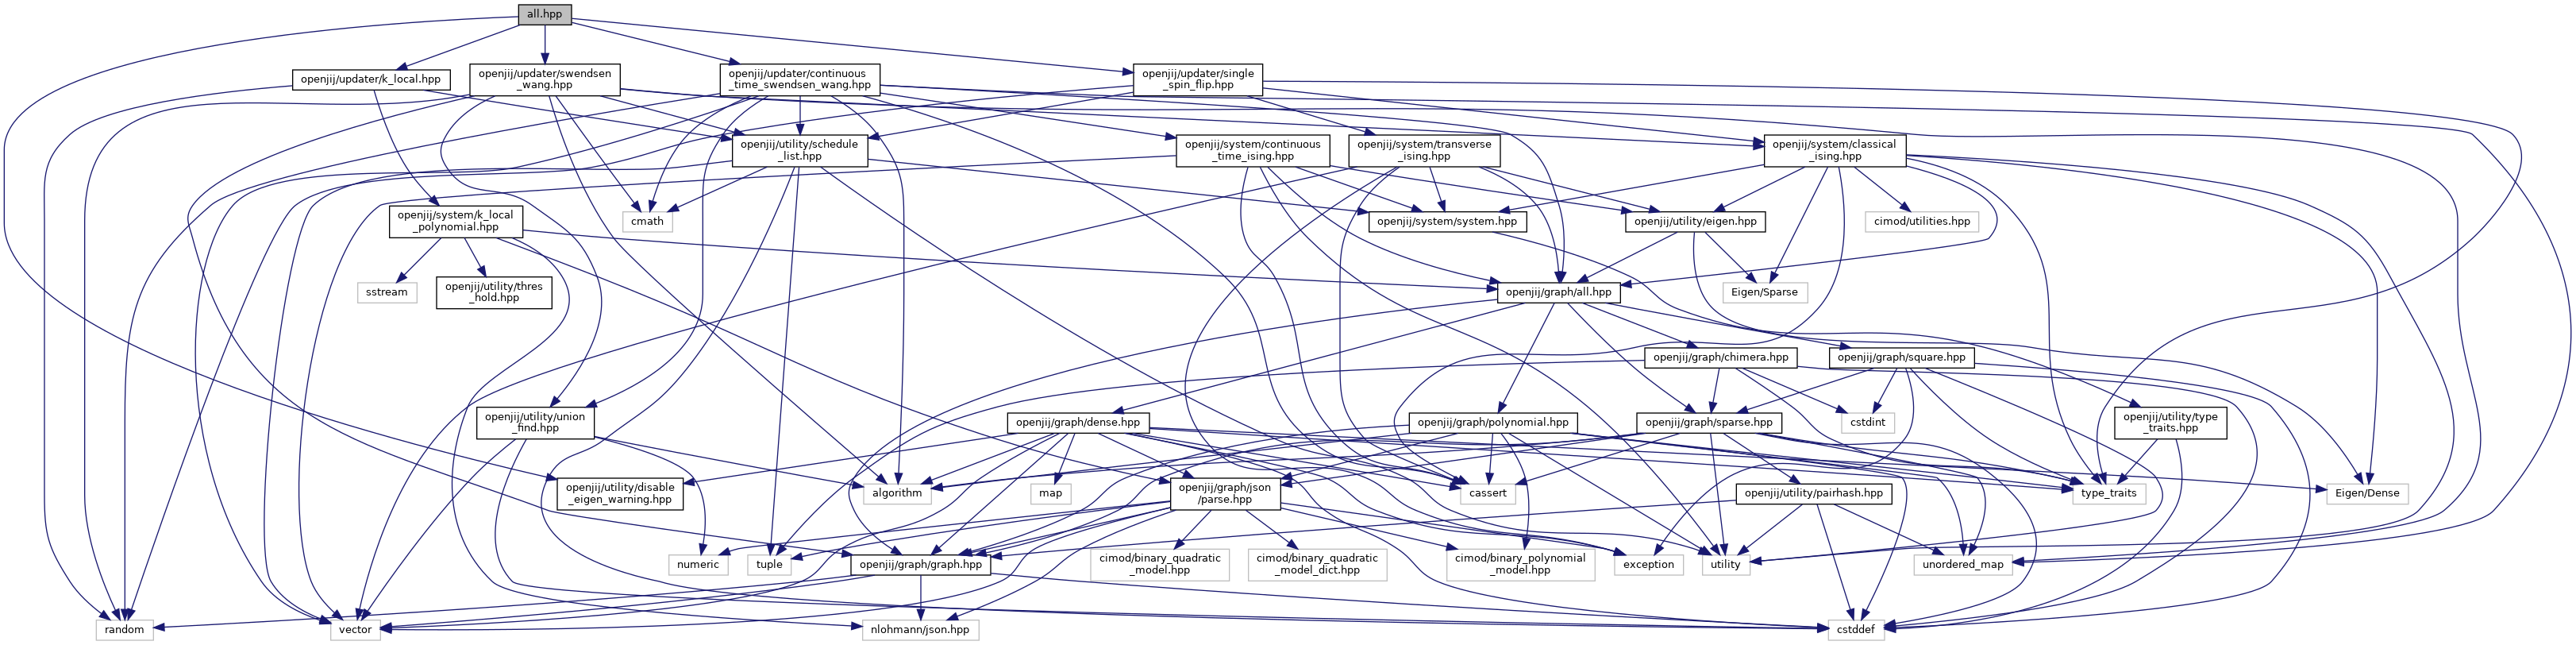 all.hpp
openjij/updater/k_local.hpp
openjij/updater/swendsen
_wang.hpp
openjij/updater/continuous
_time_swendsen_wang.hpp
openjij/updater/single
_spin_flip.hpp
openjij/utility/schedule
_list.hpp
openjij/system/continuous
_time_ising.hpp
openjij/system/transverse
_ising.hpp
openjij/system/classical
_ising.hpp
openjij/system/k_local
_polynomial.hpp
cmath
openjij/system/system.hpp
openjij/utility/eigen.hpp
cimod/utilities.hpp
sstream
openjij/utility/thres
_hold.hpp
openjij/graph/all.hpp
Eigen/Sparse
openjij/graph/chimera.hpp
openjij/graph/square.hpp
openjij/utility/union
_find.hpp
openjij/graph/dense.hpp
openjij/graph/polynomial.hpp
openjij/graph/sparse.hpp
cstdint
openjij/utility/type
_traits.hpp
openjij/utility/disable
_eigen_warning.hpp
algorithm
map
openjij/graph/json
/parse.hpp
cassert
openjij/utility/pairhash.hpp
type_traits
Eigen/Dense
numeric
tuple
openjij/graph/graph.hpp
cimod/binary_quadratic
_model.hpp
cimod/binary_quadratic
_model_dict.hpp
cimod/binary_polynomial
_model.hpp
exception
utility
unordered_map
random
vector
nlohmann/json.hpp
cstddef